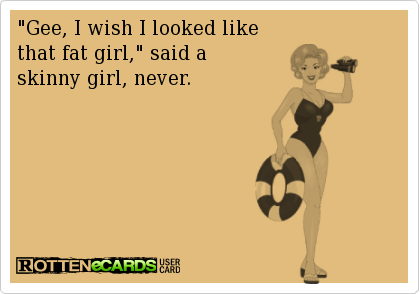 "Gee, I wish I looked like
that fat girl," said a
skinny girl, never.
ROTTENeCARDS USER
CARD